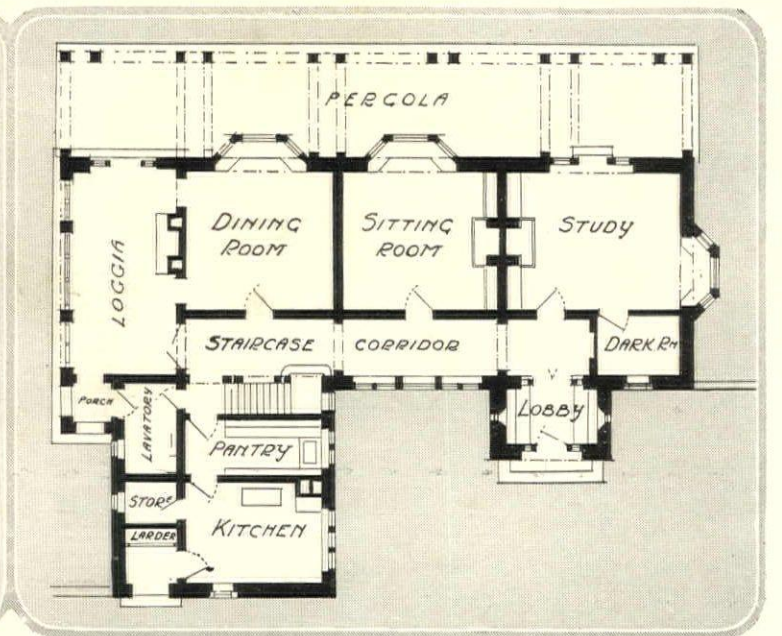 PERGOLA
DINING
ROOM
SITTING
ROOM
STUDY
LOGGIA
STAIRCASE
CORRIDOR
DARK RM
PORCH
LAVATORY
LOBBY
PANTRY
STORE
KITCHEN
LARDER